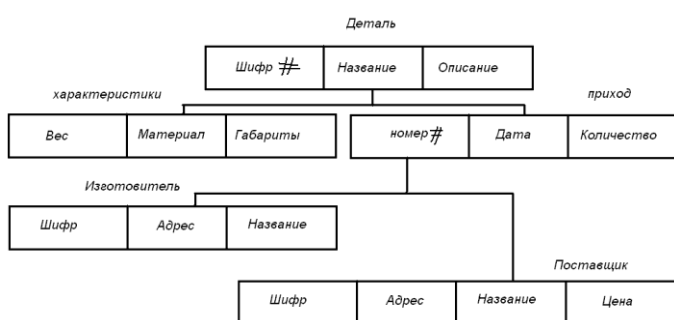 Деталь
Шифр # Название Описание
характеристики приход
Вес Материал Габариты номер# Дата Количество
Изготовитель
Шифр Адрес Название
Поставщик
Шифр Адрес Название Цена